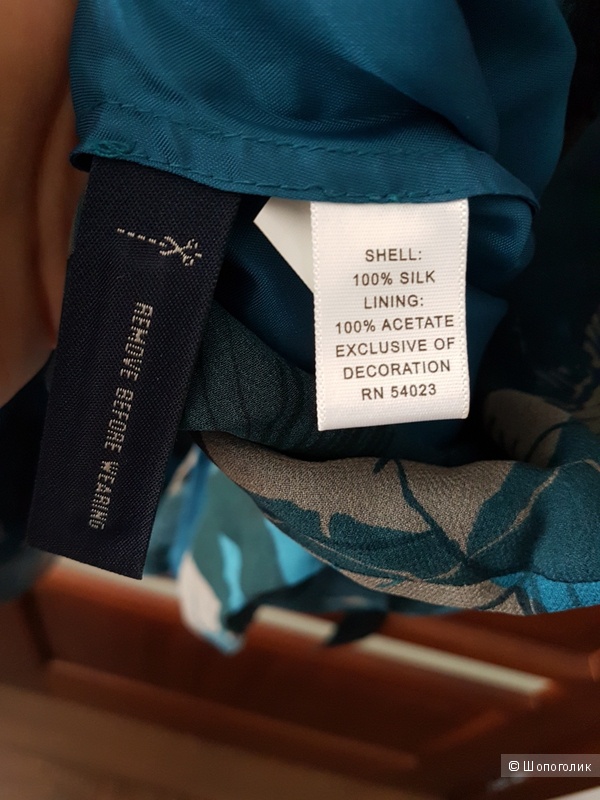 SHELL:
100% SILK
LINING:
100% ACETATE
EXCLUSIVE OF
DECORATION
RN 54023
REMOVE BEFORE WEARING
© Шопоголик